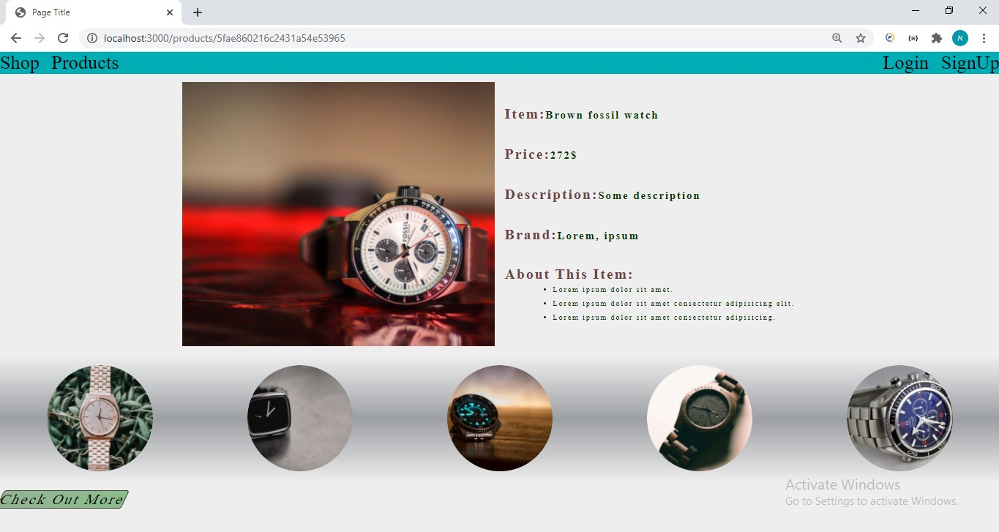 Page Title
localhost:3000/products/5fae860216c2431a54e53965
א
Shop Products Login SignUp
Item:Brown fossil watch
Price:272$
Description:Some description
Brand:Lorem, ipsum
About This Item:
• Lorem ipsum dolor sit amet.
• Lorem ipsum dolor sit amet consectetur adipisicing elit.
• Lorem ipsum dolor sit amet consectetur adipisicing.
FOSSIL
Check Out More
Activate Windows
Go to Settings to activate Windows.